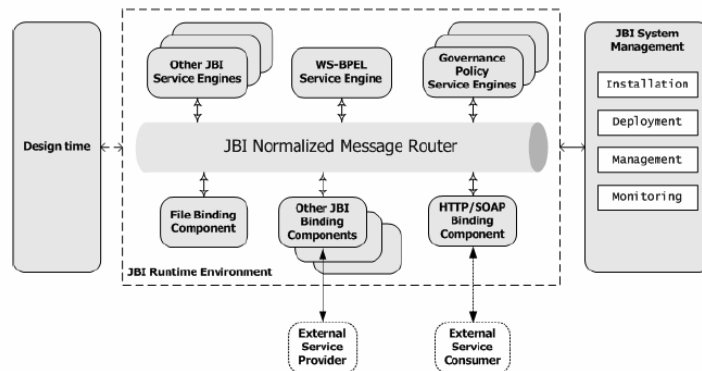 Other JBI
Service Engines
WS-BPEL
Service Engine
Governance
Policy
Service Engines
JBI System
Management
Installation
Deployment
Management
Monitoring
Design time
JBI Normalized Message Router
File Binding
Component
Other JBI
Binding
Components
HTTP/SOAP
Binding
Component
JBI Runtime Environment
External
Service
Provider
External
Service
Consumer